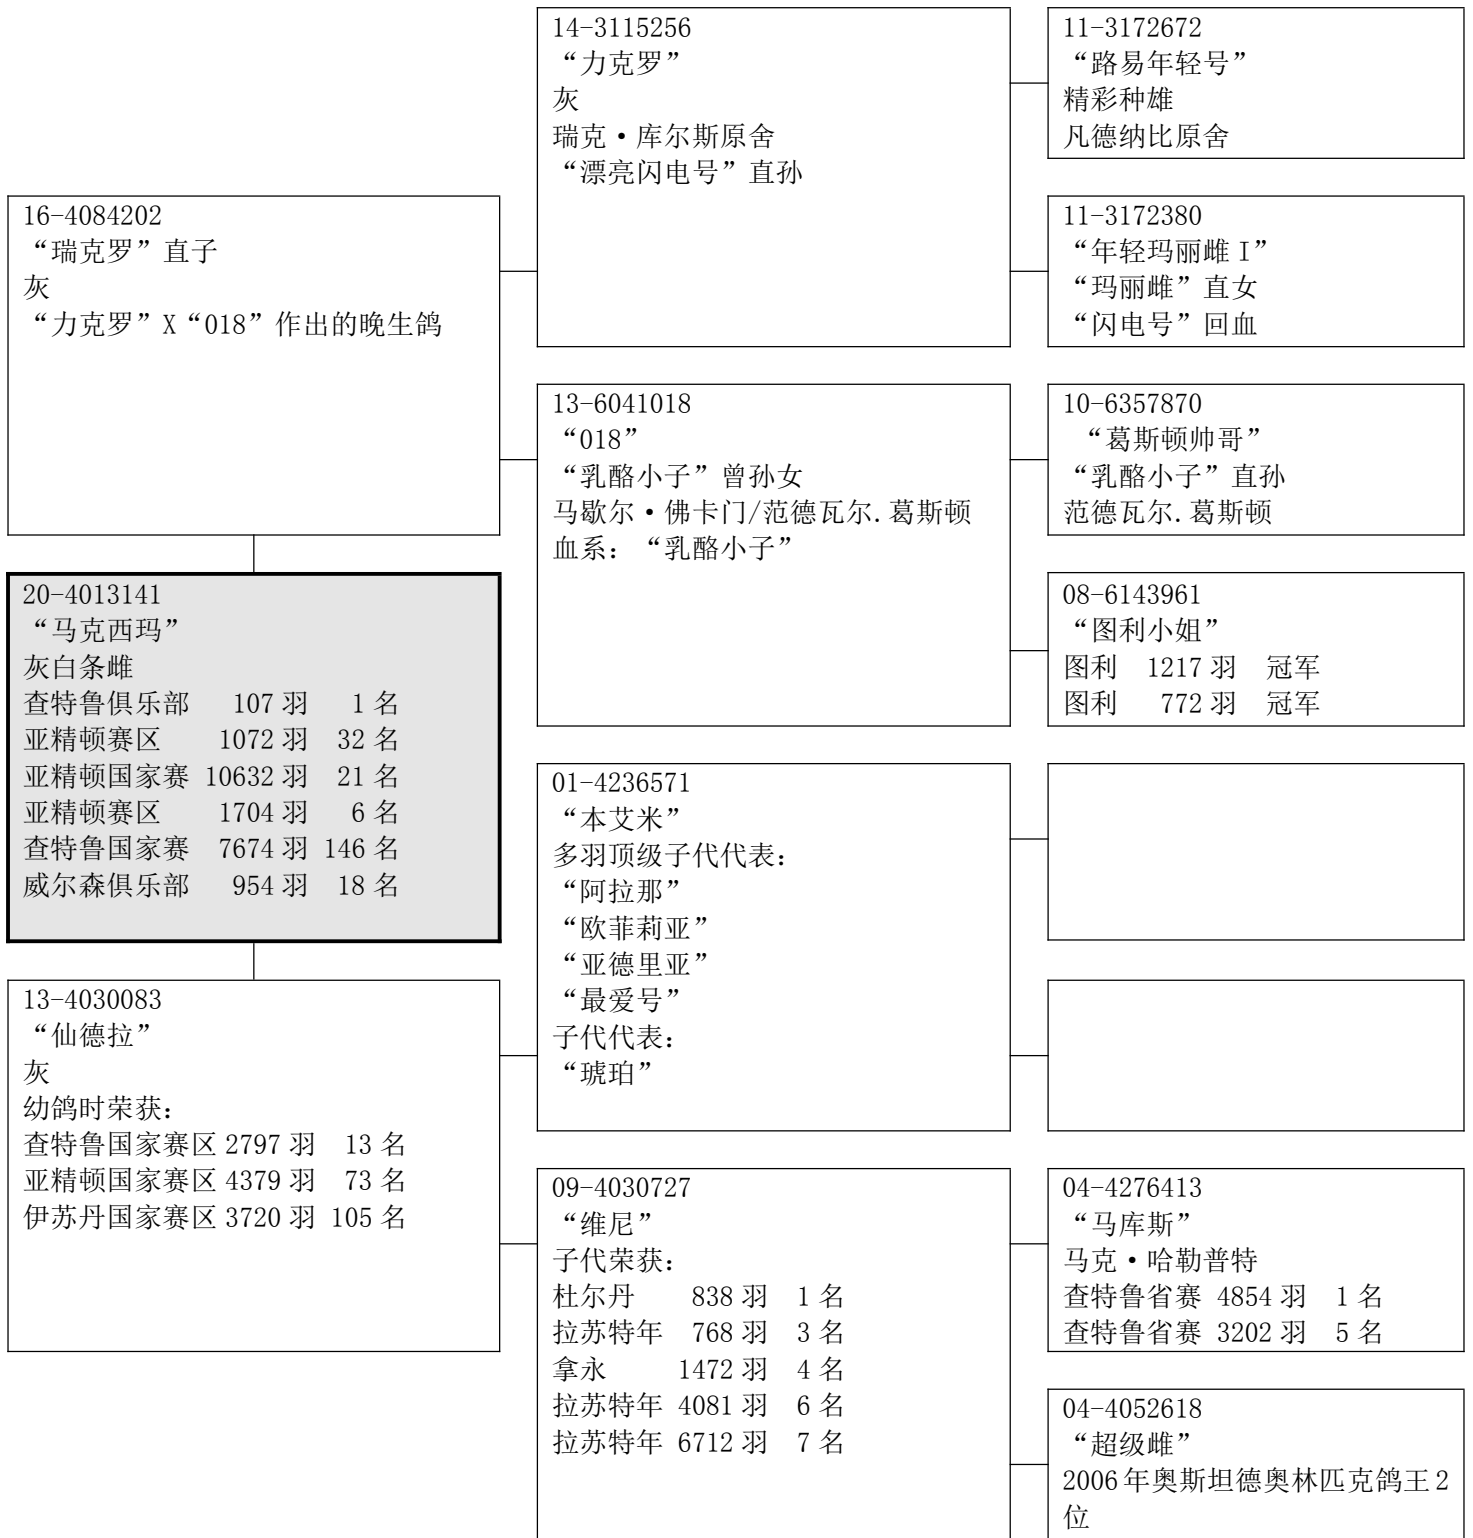 14-3115256
“力克罗”
灰
瑞克•库尔斯原舍
“漂亮闪电号”直孙
11-3172672
“路易年轻号”
精彩种雄
凡德纳比原舍
16-4084202
“瑞克罗”直子
灰
“力克罗”X“018”作出的晚生鸽
11-3172380
“年轻玛丽雌 I”
“玛丽雌”直女
“闪电号”回血
13-6041018
“018”
“乳酪小子”曾孙女
马歇尔•佛卡门/范德瓦尔.葛斯顿
血系：“乳酪小子”
10-6357870
“葛斯顿帅哥”
“乳酪小子”直孙
范德瓦尔.葛斯顿
20-4013141
“马克西玛”
灰白条雌
查特鲁俱乐部 107 羽 1 名
亚精顿赛区 1072 羽 32 名
亚精顿国家赛 10632 羽 21 名
亚精顿赛区 1704 羽 6 名
查特鲁国家赛 7674 羽 146 名
威尔森俱乐部 954 羽 18 名
08-6143961
“图利小姐”
图利 1217 羽 冠军
图利 772 羽 冠军
01-4236571
“本艾米”
多羽顶级子代代表：
“阿拉那”
“欧菲莉亚”
“亚德里亚”
“最爱号”
子代代表：
“琥珀”
13-4030083
“仙德拉”
灰
幼鸽时荣获：
查特鲁国家赛区 2797 羽 13 名
亚精顿国家赛区 4379 羽 73 名
伊苏丹国家赛区 3720 羽 105 名
09-4030727
“维尼”
子代荣获：
杜尔丹 838 羽 1 名
拉苏特年 768 羽 3 名
拿永 1472 羽 4 名
拉苏特年 4081 羽 6 名
拉苏特年 6712 羽 7 名
04-4276413
“马库斯”
马克•哈勒普特
查特鲁省赛 4854 羽 1 名
查特鲁省赛 3202 羽 5 名
04-4052618
“超级雌”
2006 年奥斯坦德奥林匹克鸽王 2
位